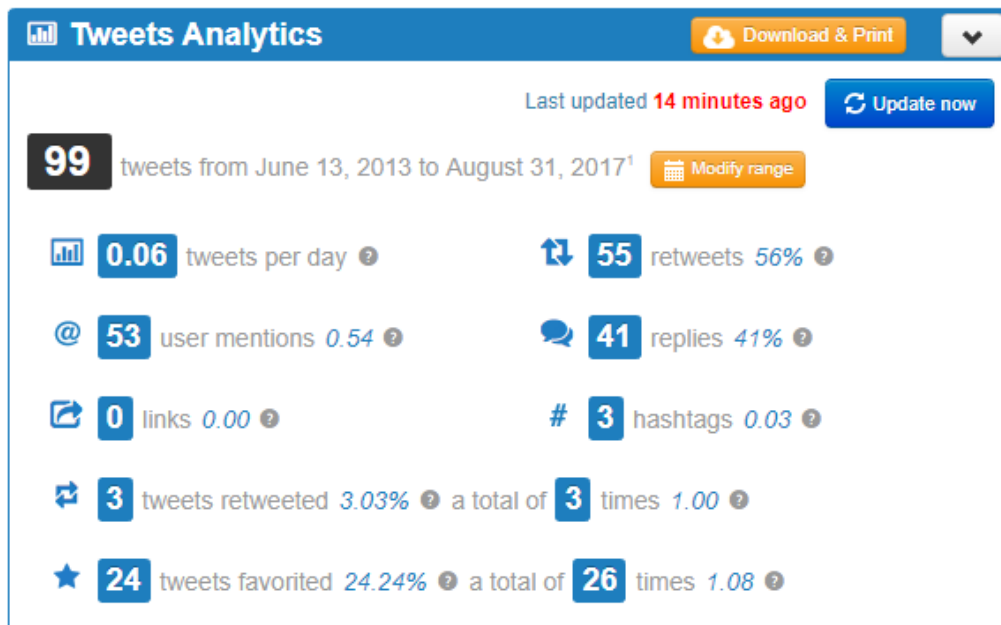 Tweets Analytics Download & Print
Last updated 14 minutes ago Update now
99 tweets from June 13, 2013 to August 31, 2017¹ Modify range
0.06 tweets per day ? 55 retweets 56% ?
@ 53 user mentions 0.54 ? 41 replies 41% ?
0 links 0.00 ? # 3 hashtags 0.03 ?
3 tweets retweeted 3.03% ? a total of 3 times 1.00 ?
24 tweets favorited 24.24% ? a total of 26 times 1.08 ?